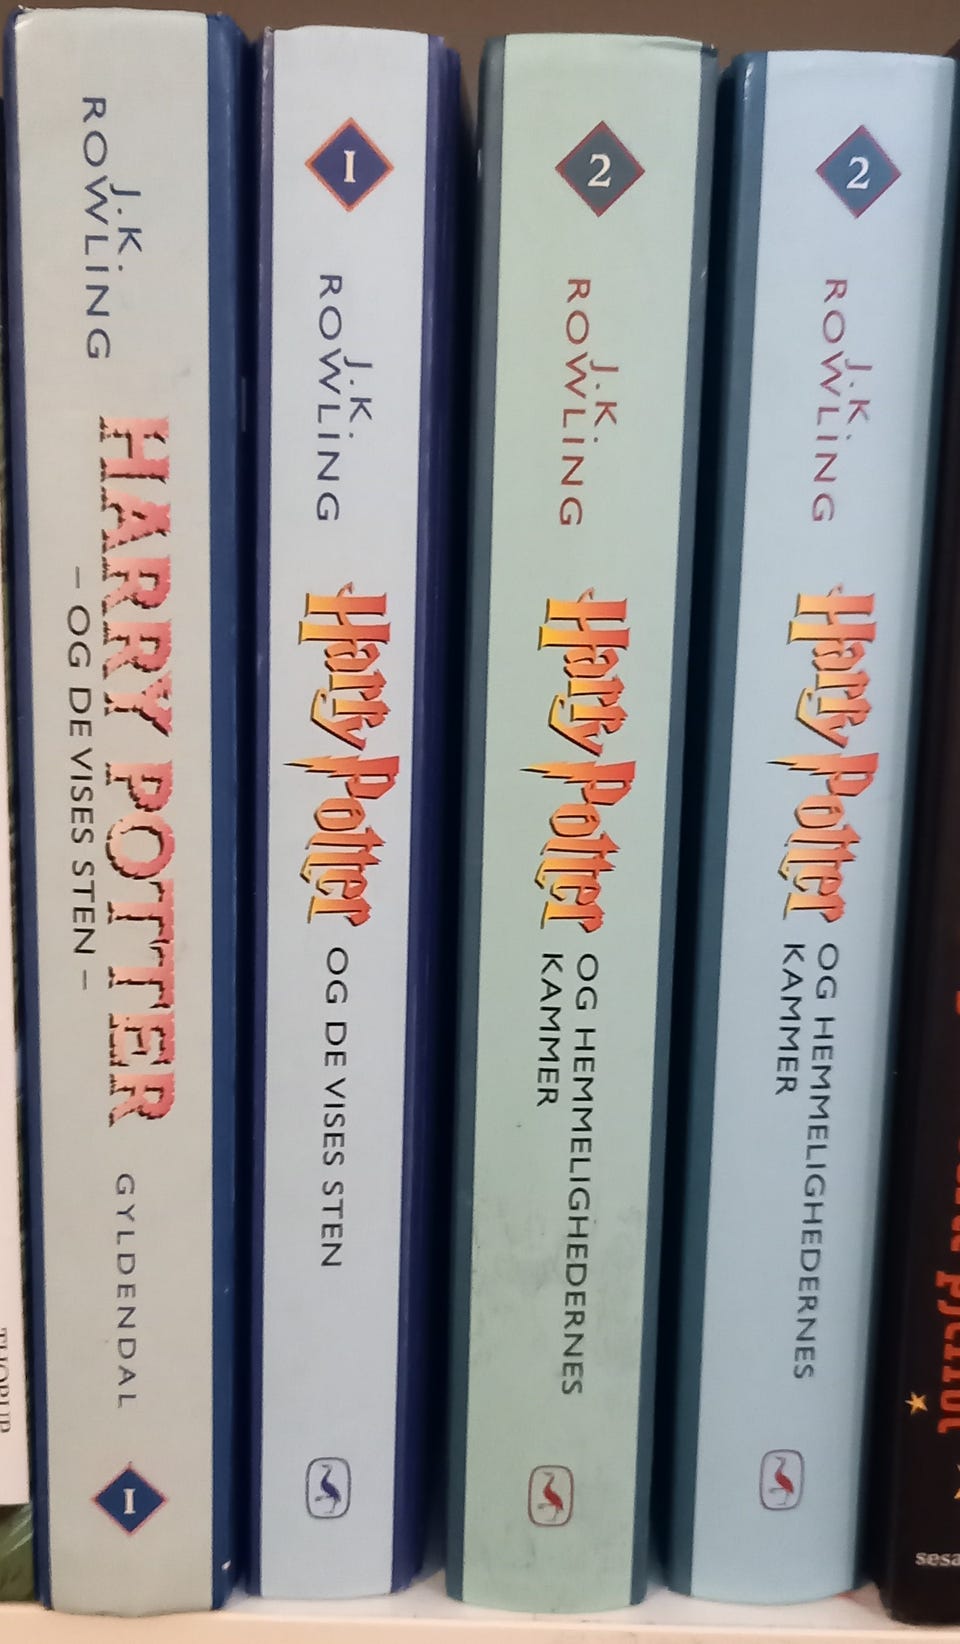 J.K.
ROWLING
HARRY POTTER
– OG DE VISES STEN –
GYLDENDAL
I
I
J.K.
ROWLING
Harry Potter
OG DE VISES STEN
2
J.K.
ROWLING
Harry Potter
OG HEMMELIGHEDERNES
KAMMER
2
J.K.
ROWLING
Harry Potter
OG HEMMELIGHEDERNES
KAMMER